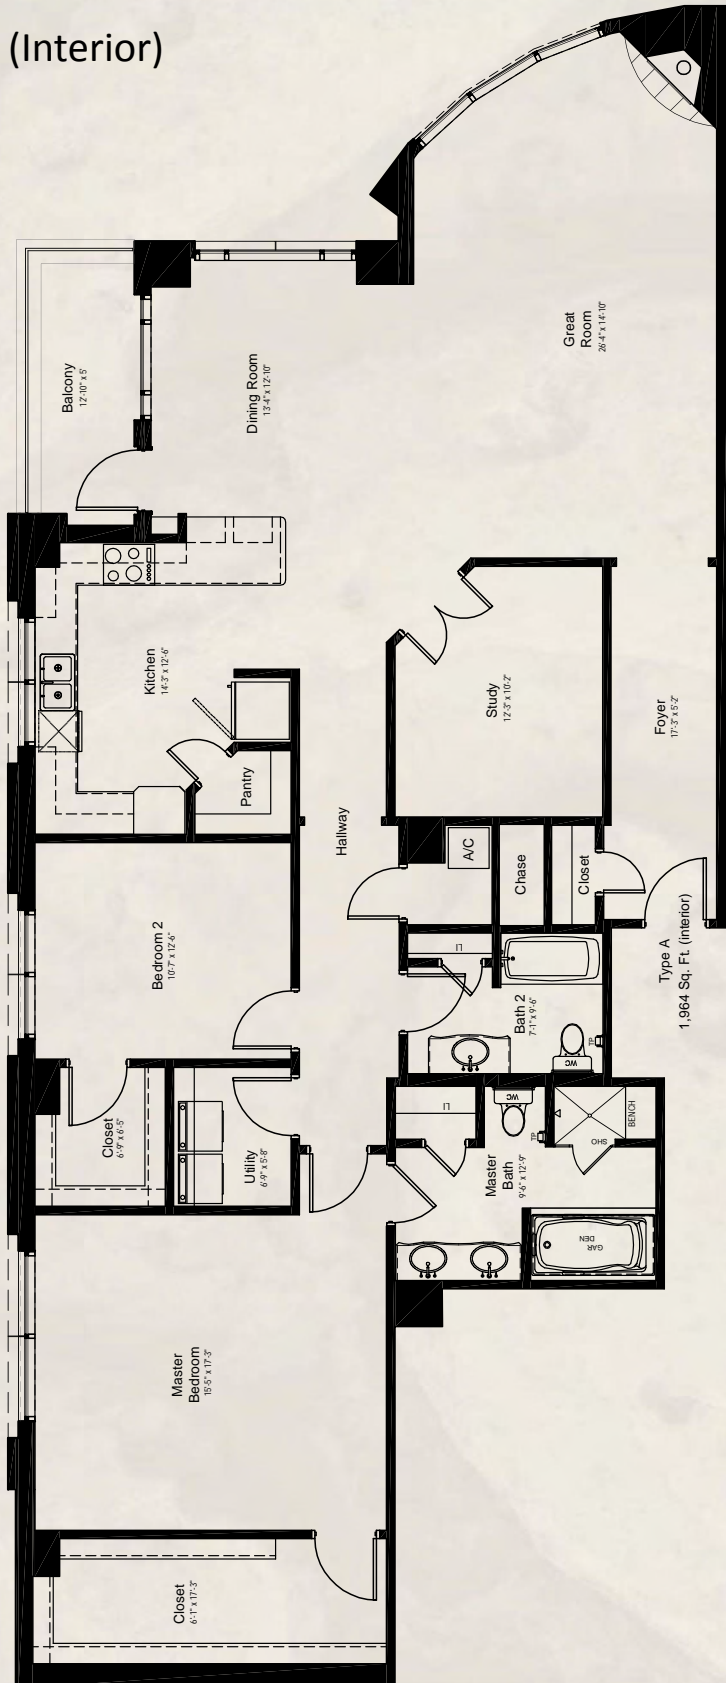 (Interior)
Great
Room
26'-4" x 14'-10"
Balcony
12'-10" x 5'
Dining Room
13'-4" x 12'-10"
Kitchen
14'-3" x 12'-6"
Study
12'-3" x 10'-2"
Foyer
17'-3" x 5'-2"
Pantry
Hallway
A/C
Chase
Closet
Bedroom 2
10'-7" x 12'-6"
LI
Bath 2
7'-1" x 9'-6"
TP
WC
Type A
1,964 Sq. Ft. (interior)
Closet
6'-9" x 6'-5"
Utility
6'-9" x 5'-8"
LI
WC
TP
Master
Bath
9'-6" x 12'-9"
SHO
BENCH
GAR
DEN
Master
Bedroom
15'-5" x 17'-3"
Closet
6'-1" x 17'-3"